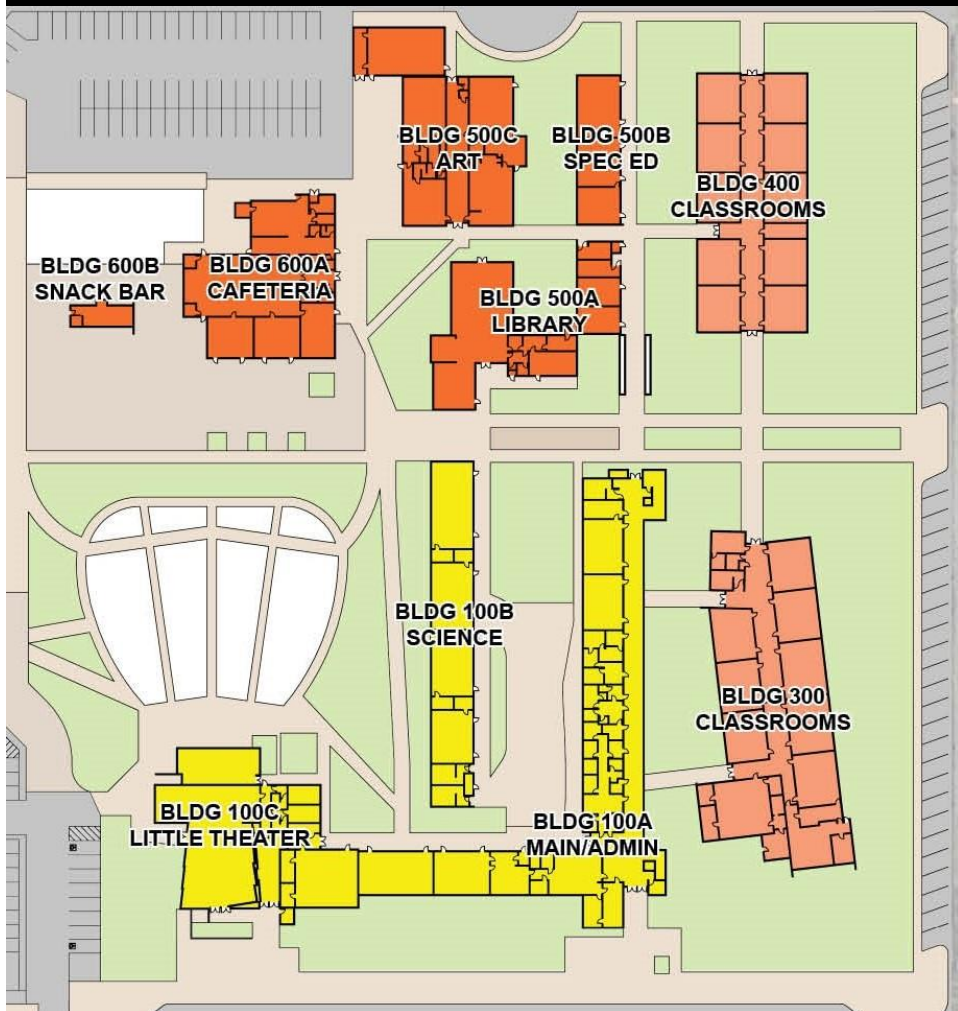 BLDG 500C
ART
BLDG 500B
SPEC ED
BLDG 400
CLASSROOMS
BLDG 600B
SNACK BAR
BLDG 600A
CAFETERIA
BLDG 500A
LIBRARY
BLDG 100B
SCIENCE
BLDG 300
CLASSROOMS
BLDG 100C
LITTLE THEATER
BLDG 100A
MAIN/ADMIN